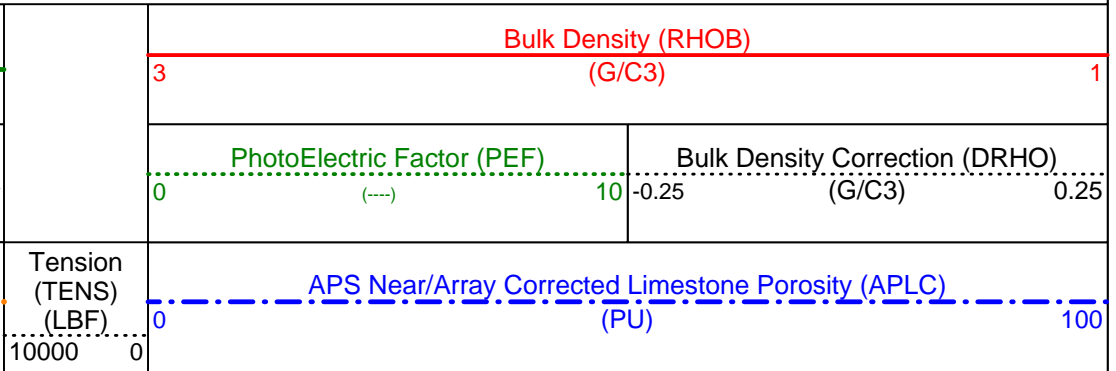 Bulk Density (RHOB)
3 (G/C3) 1
PhotoElectric Factor (PEF)
0 (----) 10
Bulk Density Correction (DRHO)
-0.25 (G/C3) 0.25
Tension
(TENS)
(LBF)
10000 0
APS Near/Array Corrected Limestone Porosity (APLC)
0 (PU) 100